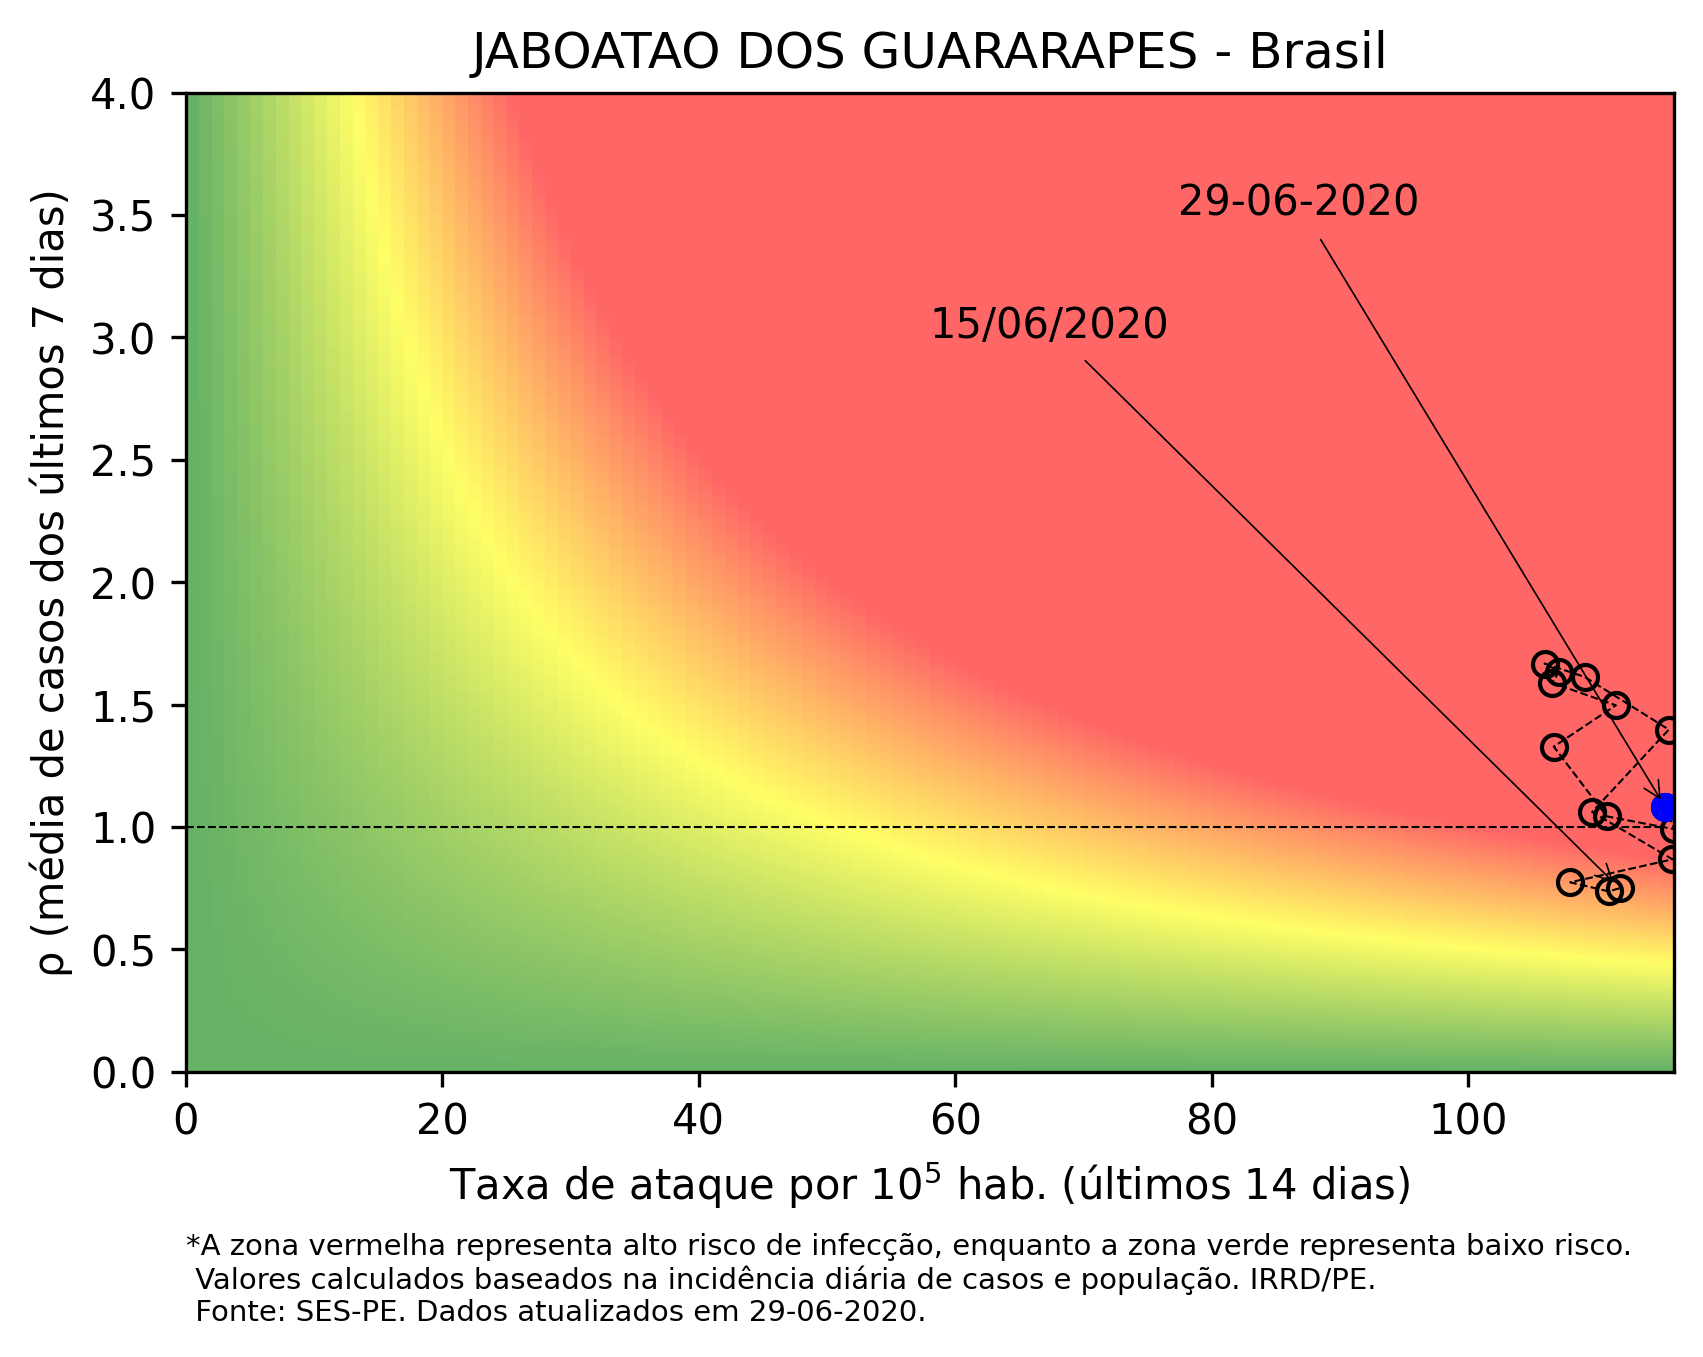 JABOATAO DOS GUARARAPES - Brasil
4.0
3.5
3.0
2.5
2.0
1.5
1.0
0.5
0.0
ρ (média de casos dos últimos 7 dias)
29-06-2020
15/06/2020
0 20 40 60 80 100
Taxa de ataque por 10⁵ hab. (últimos 14 dias)
*A zona vermelha representa alto risco de infecção, enquanto a zona verde representa baixo risco.
Valores calculados baseados na incidência diária de casos e população. IRRD/PE.
Fonte: SES-PE. Dados atualizados em 29-06-2020.